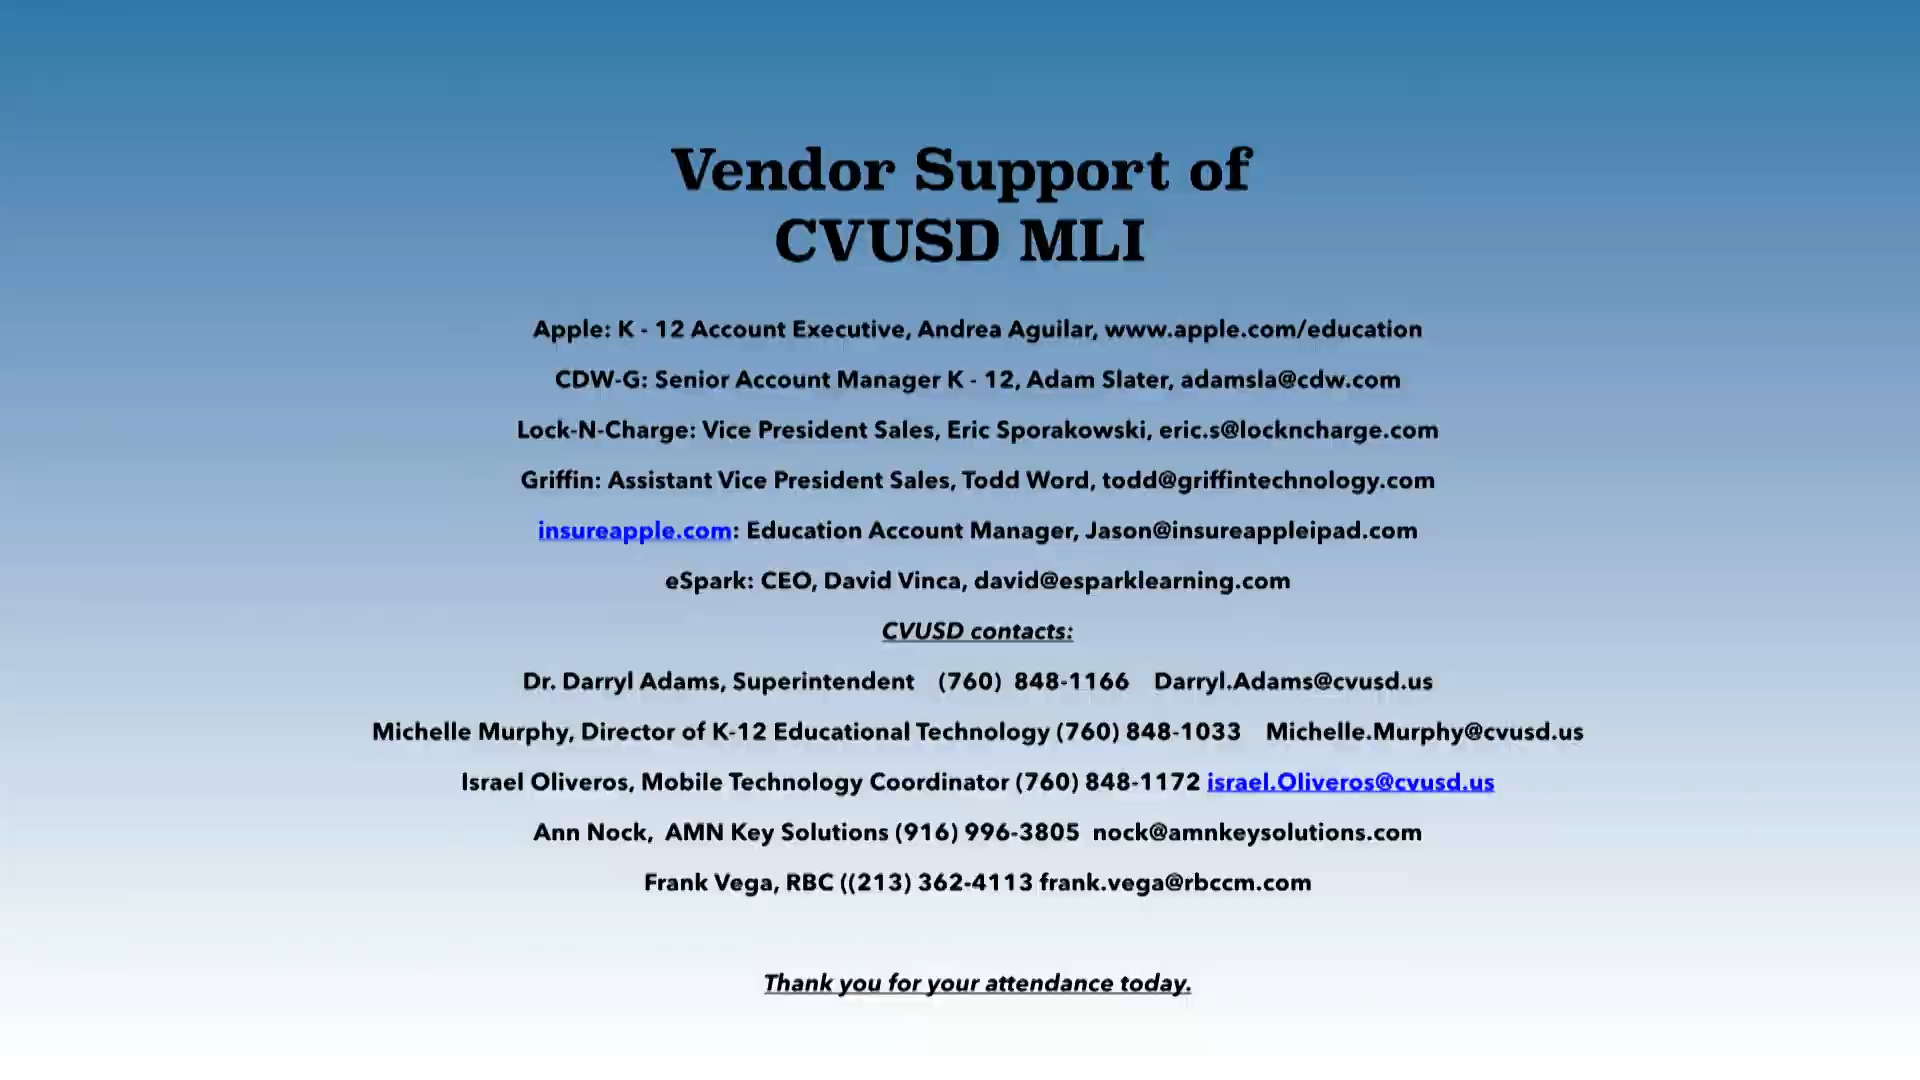 Vendor Support of
CVUSD MLI
Apple: K - 12 Account Executive, Andrea Aguilar, www.apple.com/education
CDW-G: Senior Account Manager K - 12, Adam Slater, adamsla@cdw.com
Lock-N-Charge: Vice President Sales, Eric Sporakowski, eric.s@lockncharge.com
Griffin: Assistant Vice President Sales, Todd Word, todd@griffintechnology.com
insureapple.com: Education Account Manager, Jason@insureappleipad.com
eSpark: CEO, David Vinca, david@esparklearning.com
CVUSD contacts:
Dr. Darryl Adams, Superintendent (760) 848-1166 Darryl.Adams@cvusd.us
Michelle Murphy, Director of K-12 Educational Technology (760) 848-1033 Michelle.Murphy@cvusd.us
Israel Oliveros, Mobile Technology Coordinator (760) 848-1172 israel.Oliveros@cvusd.us
Ann Nock, AMN Key Solutions (916) 996-3805 nock@amnkeysolutions.com
Frank Vega, RBC ((213) 362-4113 frank.vega@rbccm.com
Thank you for your attendance today.